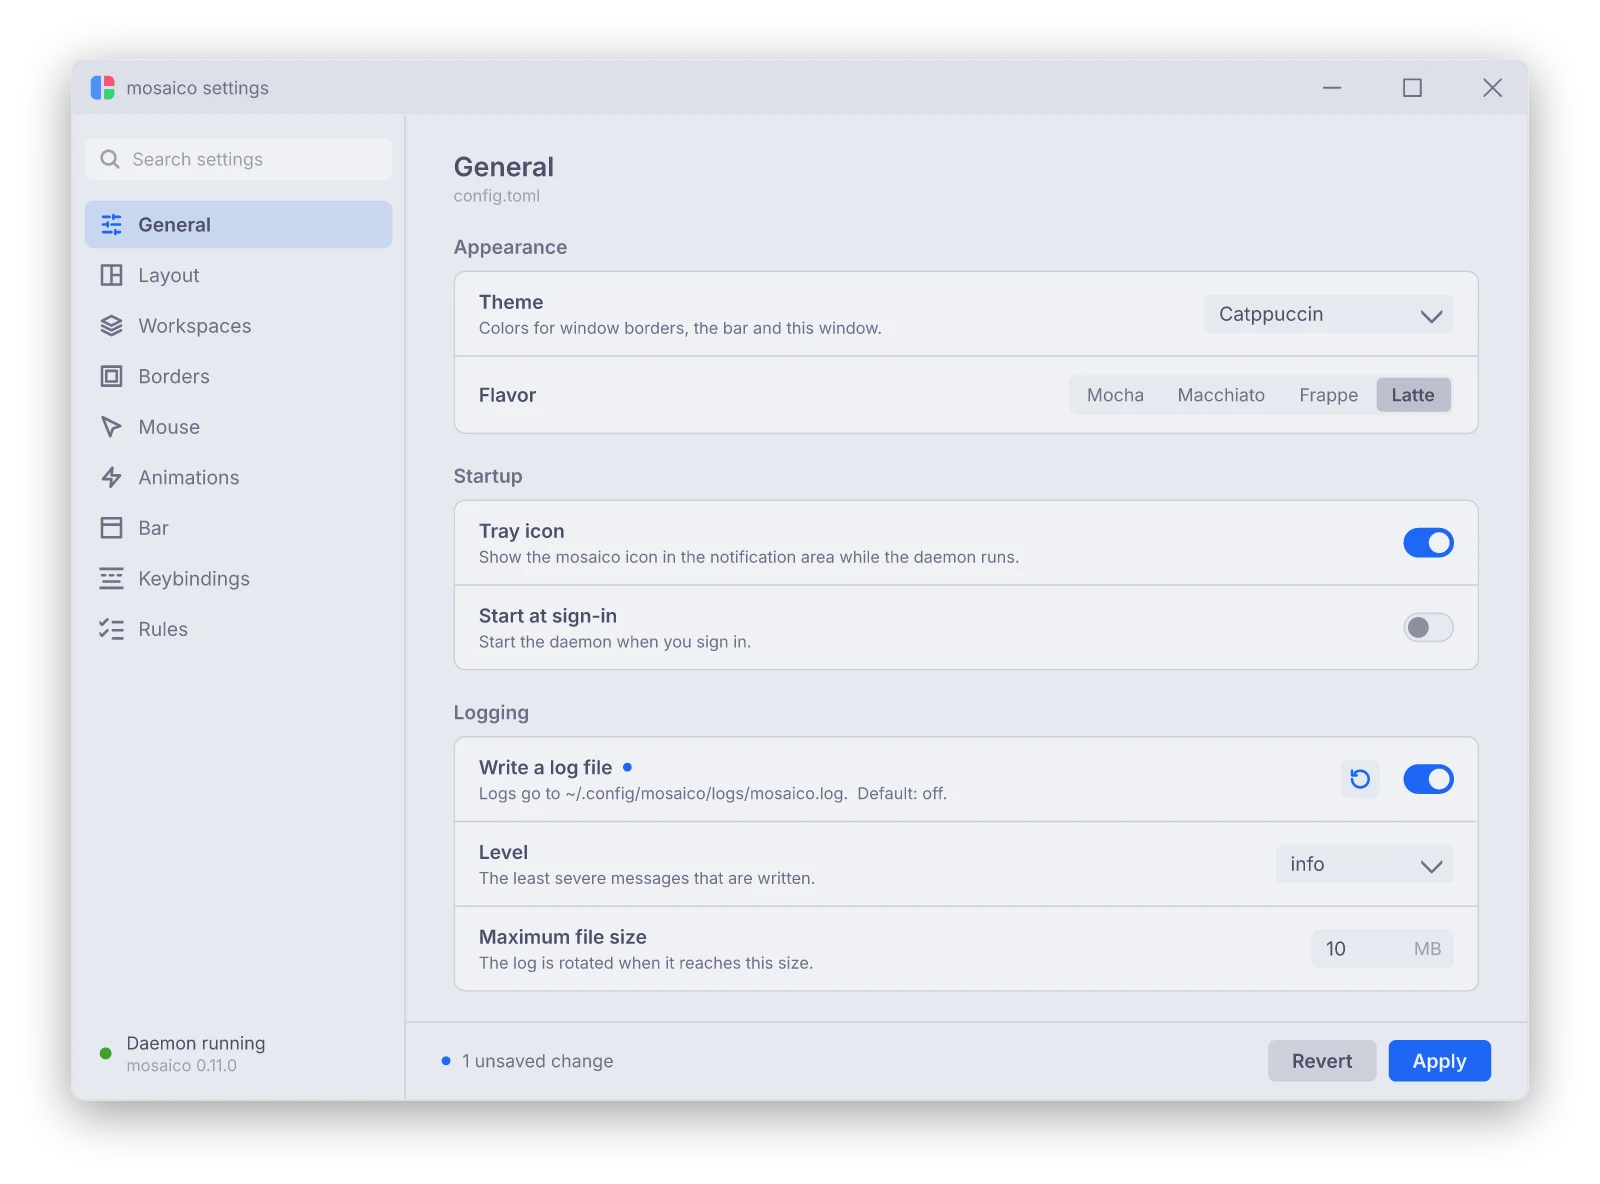 mosaico settings
Search settings
General
Layout
Workspaces
Borders
Mouse
Animations
Bar
Keybindings
Rules
Daemon running
mosaico 0.11.0
General
config.toml
Appearance
Theme
Colors for window borders, the bar and this window.
Catppuccin
Flavor
Mocha Macchiato Frappe Latte
Startup
Tray icon
Show the mosaico icon in the notification area while the daemon runs.
Start at sign-in
Start the daemon when you sign in.
Logging
Write a log file
Logs go to ~/.config/mosaico/logs/mosaico.log. Default: off.
Level
The least severe messages that are written.
info
Maximum file size
The log is rotated when it reaches this size.
10 MB
1 unsaved change
Revert Apply